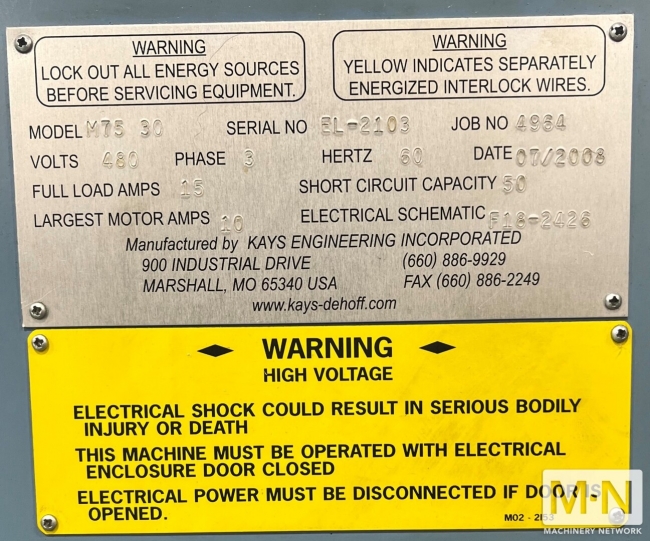 WARNING
LOCK OUT ALL ENERGY SOURCES
BEFORE SERVICING EQUIPMENT.
WARNING
YELLOW INDICATES SEPARATELY
ENERGIZED INTERLOCK WIRES.
MODEL M75 30 SERIAL NO EL-2103 JOB NO 4964
VOLTS 480 PHASE 3 HERTZ 60 DATE 07/2008
FULL LOAD AMPS 15 SHORT CIRCUIT CAPACITY 50
LARGEST MOTOR AMPS 10 ELECTRICAL SCHEMATIC F18-2426
Manufactured by KAYS ENGINEERING INCORPORATED
900 INDUSTRIAL DRIVE (660) 886-9929
MARSHALL, MO 65340 USA FAX (660) 886-2249
www.kays-dehoff.com
WARNING
HIGH VOLTAGE
ELECTRICAL SHOCK COULD RESULT IN SERIOUS BODILY
INJURY OR DEATH
THIS MACHINE MUST BE OPERATED WITH ELECTRICAL
ENCLOSURE DOOR CLOSED
ELECTRICAL POWER MUST BE DISCONNECTED IF DOOR IS
OPENED.
M02 - 2153
M-N
MACHINERY NETWORK